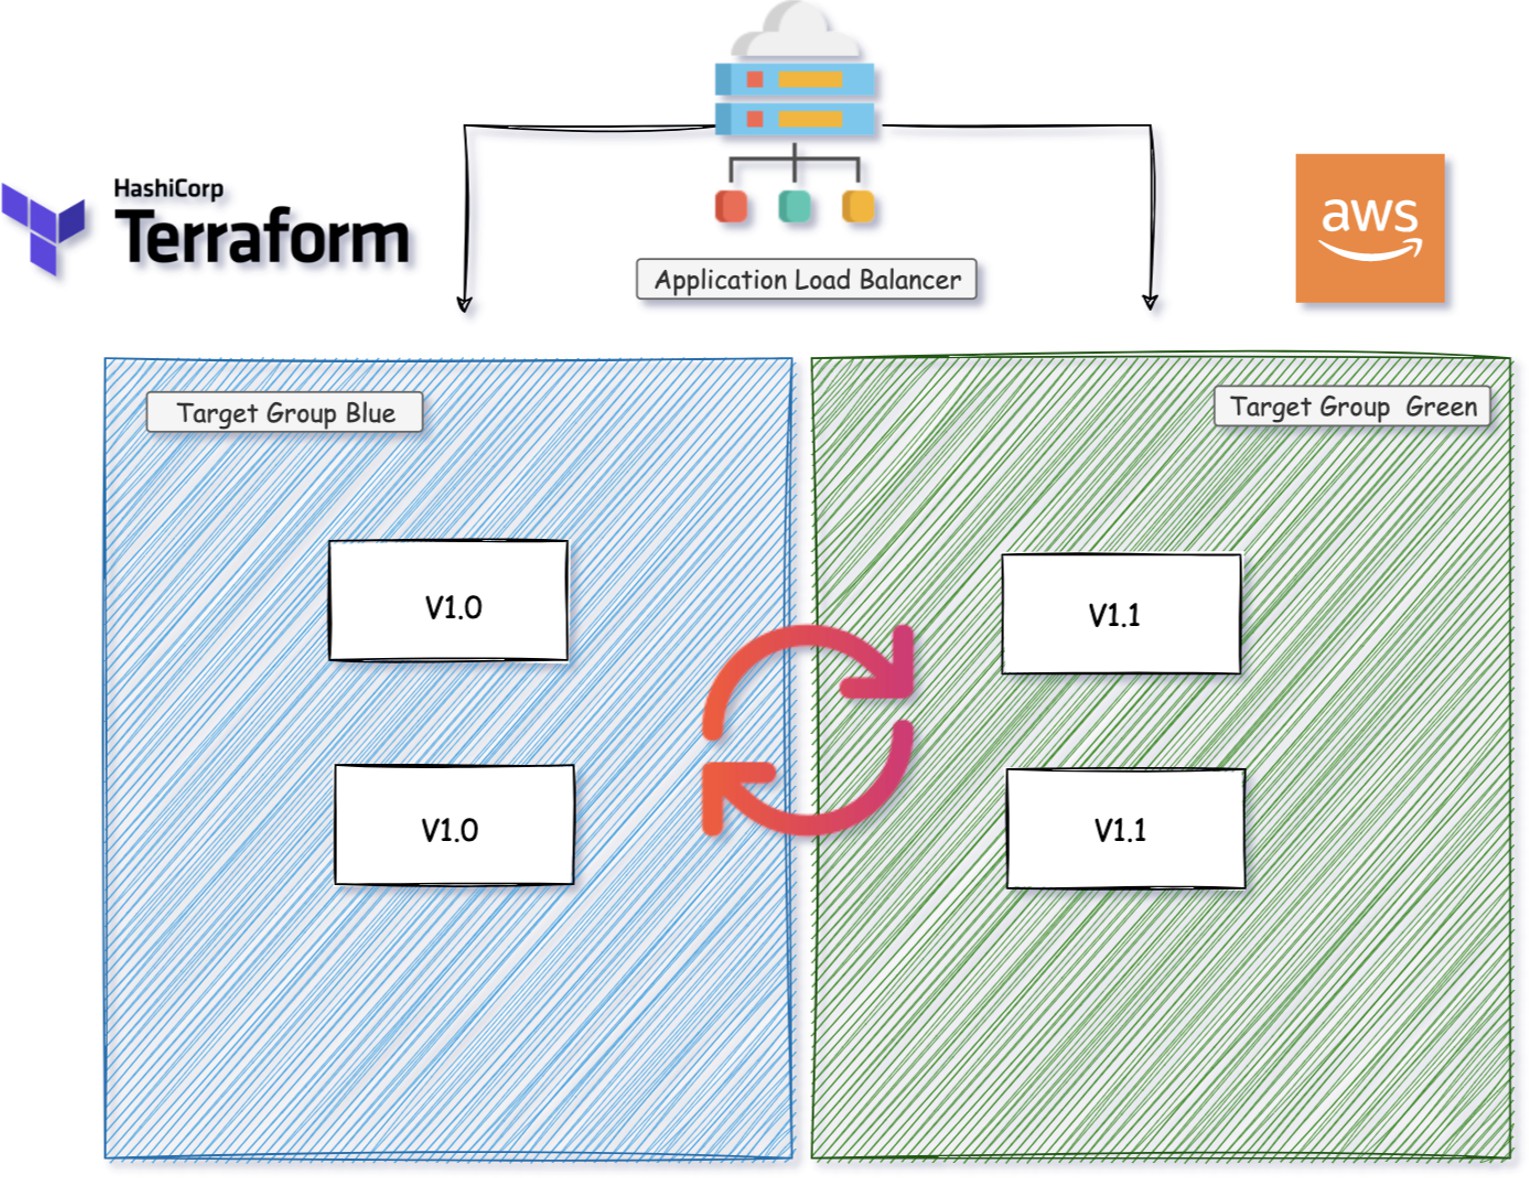 HashiCorp
Terraform
aws
Application Load Balancer
Target Group Blue
Target Group  Green
V1.0
V1.1
V1.0
V1.1